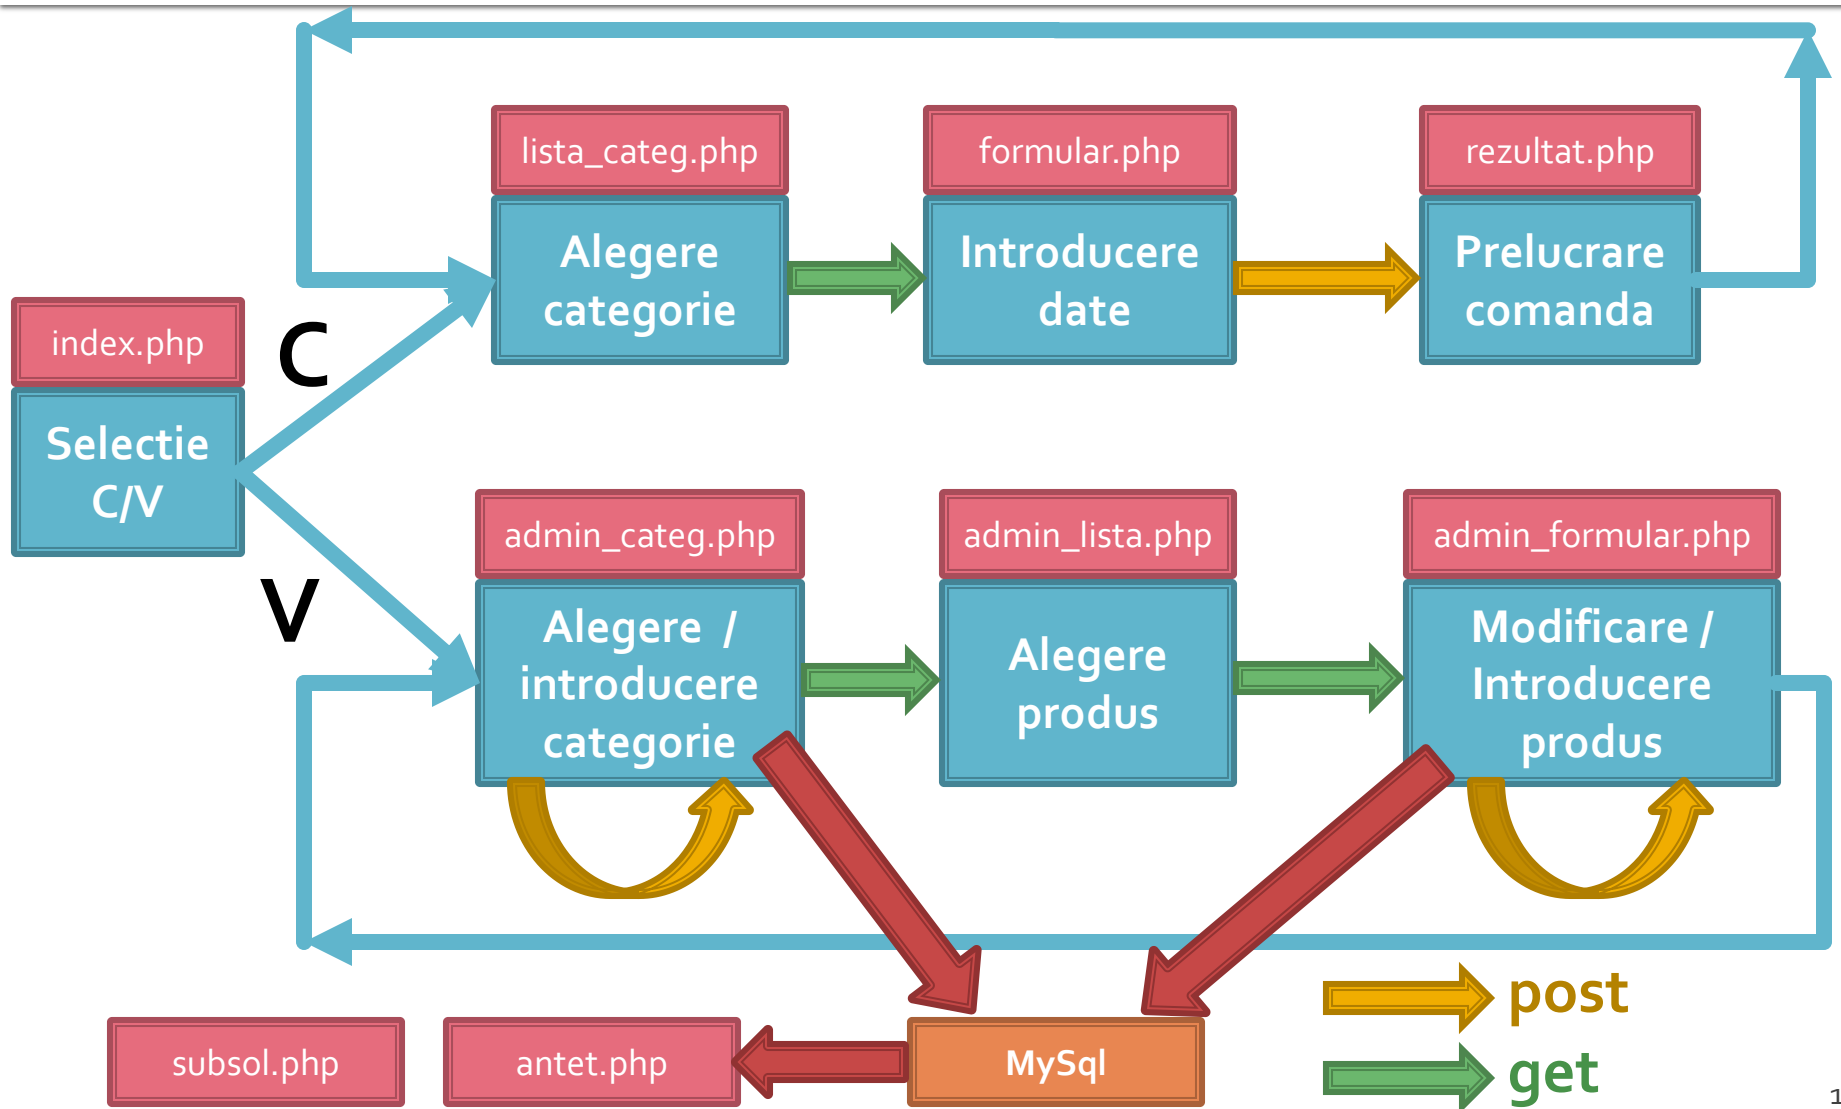 lista_categ.php
formular.php
rezultat.php
Alegere
categorie
Introducere
date
Prelucrare
comanda
index.php
C
Selectie
C/V
V
admin_categ.php
admin_lista.php
admin_formular.php
Alegere /
introducere
categorie
Alegere
produs
Modificare /
Introducere
produs
post
subsol.php
antet.php
MySql
get
1